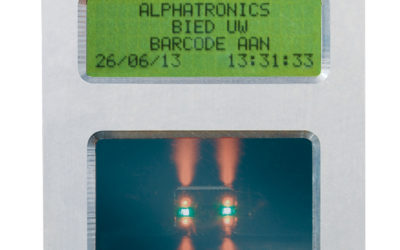 ALPHATRONICS
BIED UW
BARCODE AAN
26/06/13 13:31:33